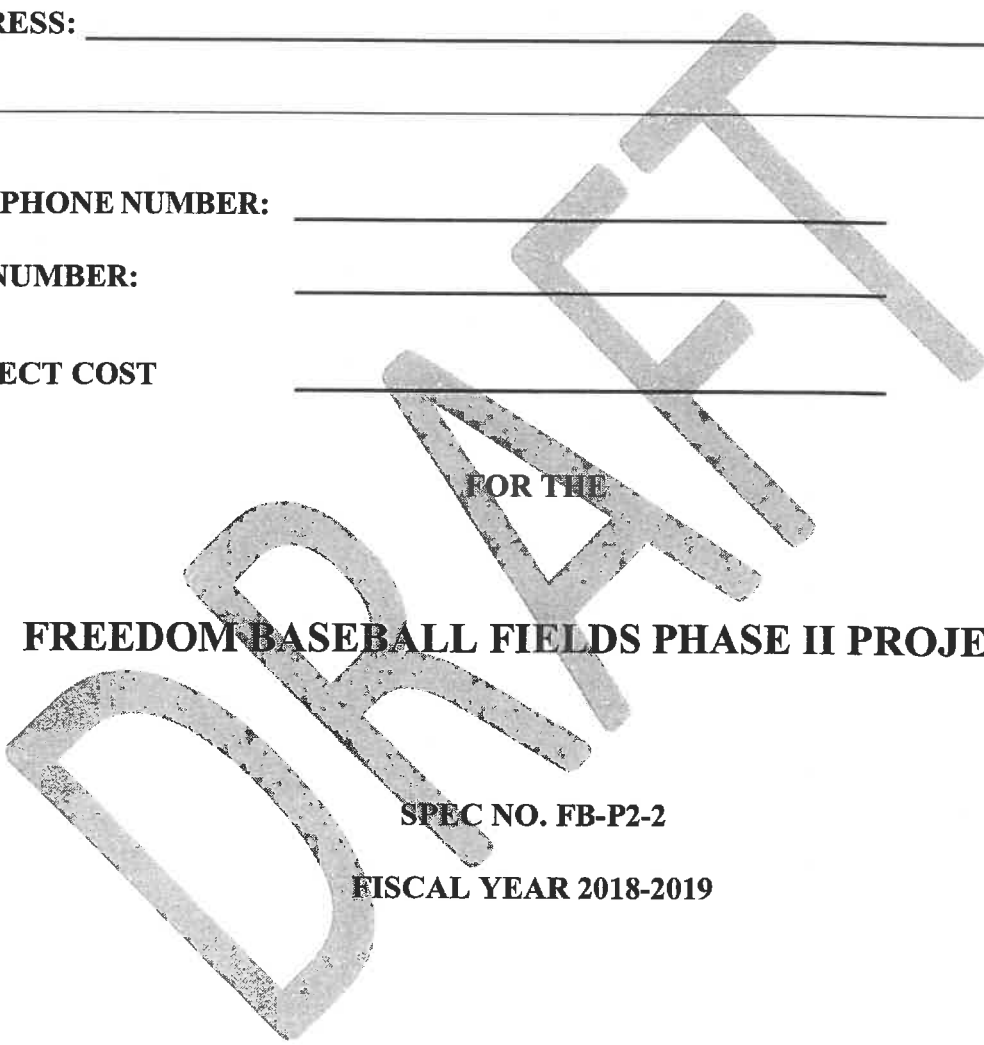 RESS:
PHONE NUMBER:
NUMBER:
ECT COST
FOR THE
FREEDOM BASEBALL FIELDS PHASE II PROJE
SPEC NO. FB-P2-2
FISCAL YEAR 2018-2019
DRAFT